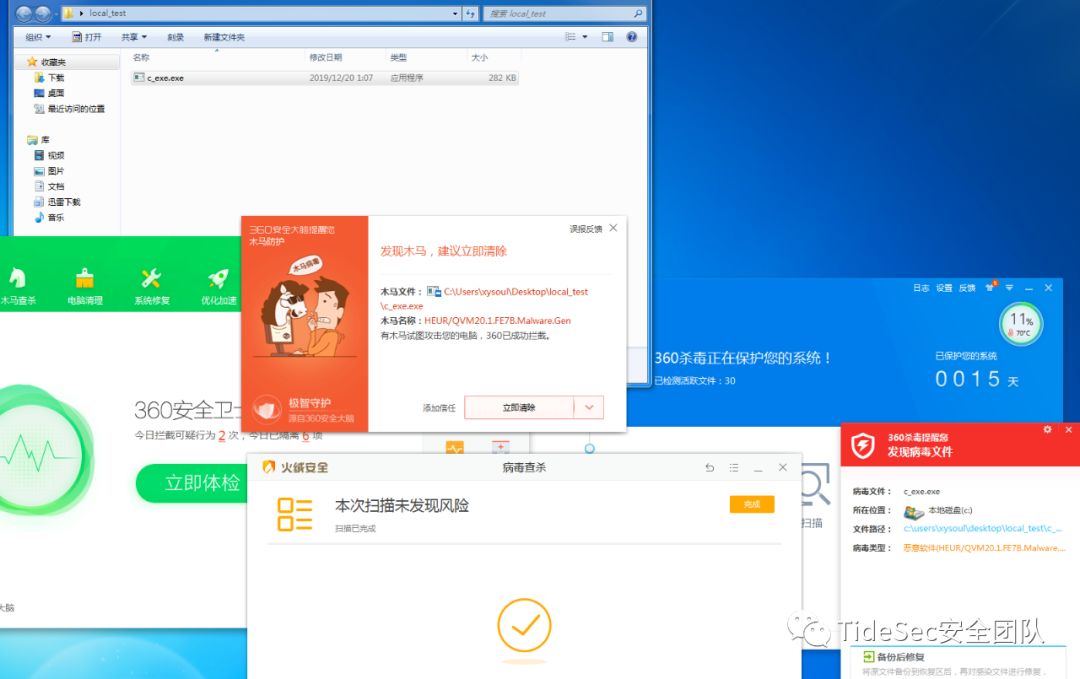 local_test
搜索 local_test
组织 打开 共享 刻录 新建文件夹
名称 修改日期 类型 大小
收藏夹
c_exe.exe 2019/12/20 1:07 应用程序 282 KB
下载
桌面
最近访问的位置
库
视频
图片
文档
迅雷下载
音乐
木马查杀 电脑清理 系统修复 优化加速
360安全大脑提醒您
木马防护
木马病毒
极智守护
源自360安全大脑
误报反馈
发现木马，建议立即清除
木马文件： C:\Users\xysoul\Desktop\local_test
\c_exe.exe
木马名称：HEUR/QVM20.1.FE7B.Malware.Gen
有木马试图攻击您的电脑，360已成功拦截。
添加信任 立即清除
日志 设置 反馈
11%
70°C
360杀毒正在保护您的系统！
已检测活跃文件：30
已保护您的系统
0015 天
360安全卫士
今日拦截可疑行为 2 次，今日已隔离 6 项
立即体检
大脑
火绒安全
病毒查杀
本次扫描未发现风险
扫描已完成
完成
扫描
360杀毒提醒您
发现病毒文件
病毒文件： c_exe.exe
所在位置： 本地磁盘(c:)
文件路径： c:\users\xysoul\desktop\local_test\c_...
病毒类型： 恶意软件(HEUR/QVM20.1.FE7B.Malware....
备份后修复
将源文件备份到恢复区后，再对感染文件进行修复．
TideSec安全团队